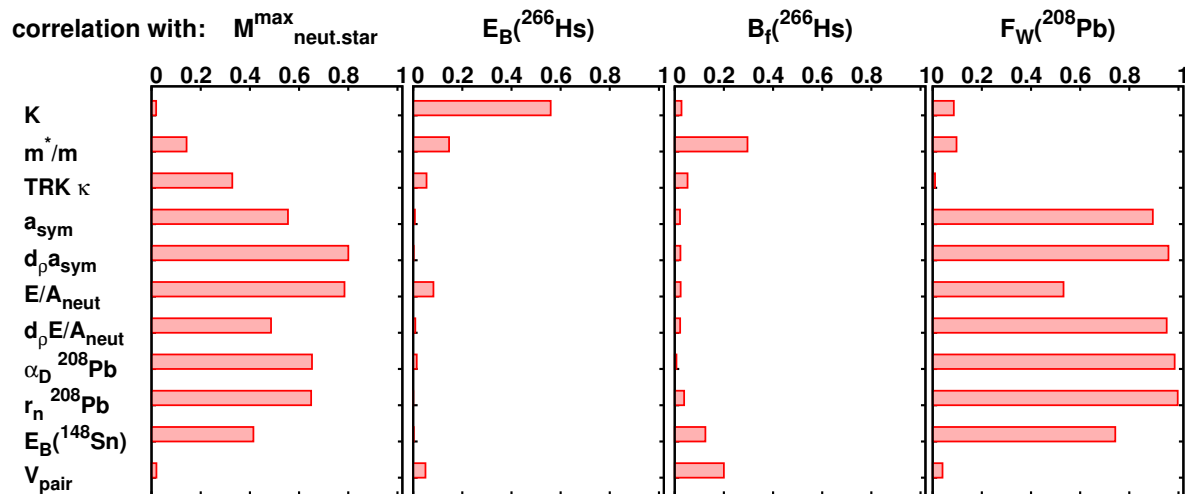 correlation with: M^max_neut.star E_B(^266Hs) B_f(^266Hs) F_W(^208Pb)
0 0.2 0.4 0.6 0.8 1 0 0.2 0.4 0.6 0.8 1 0 0.2 0.4 0.6 0.8 1 0 0.2 0.4 0.6 0.8 1
K
m^*/m
TRK κ
a_sym
d_ρa_sym
E/A_neut
d_ρE/A_neut
α_D ^208Pb
r_n ^208Pb
E_B(^148Sn)
V_pair